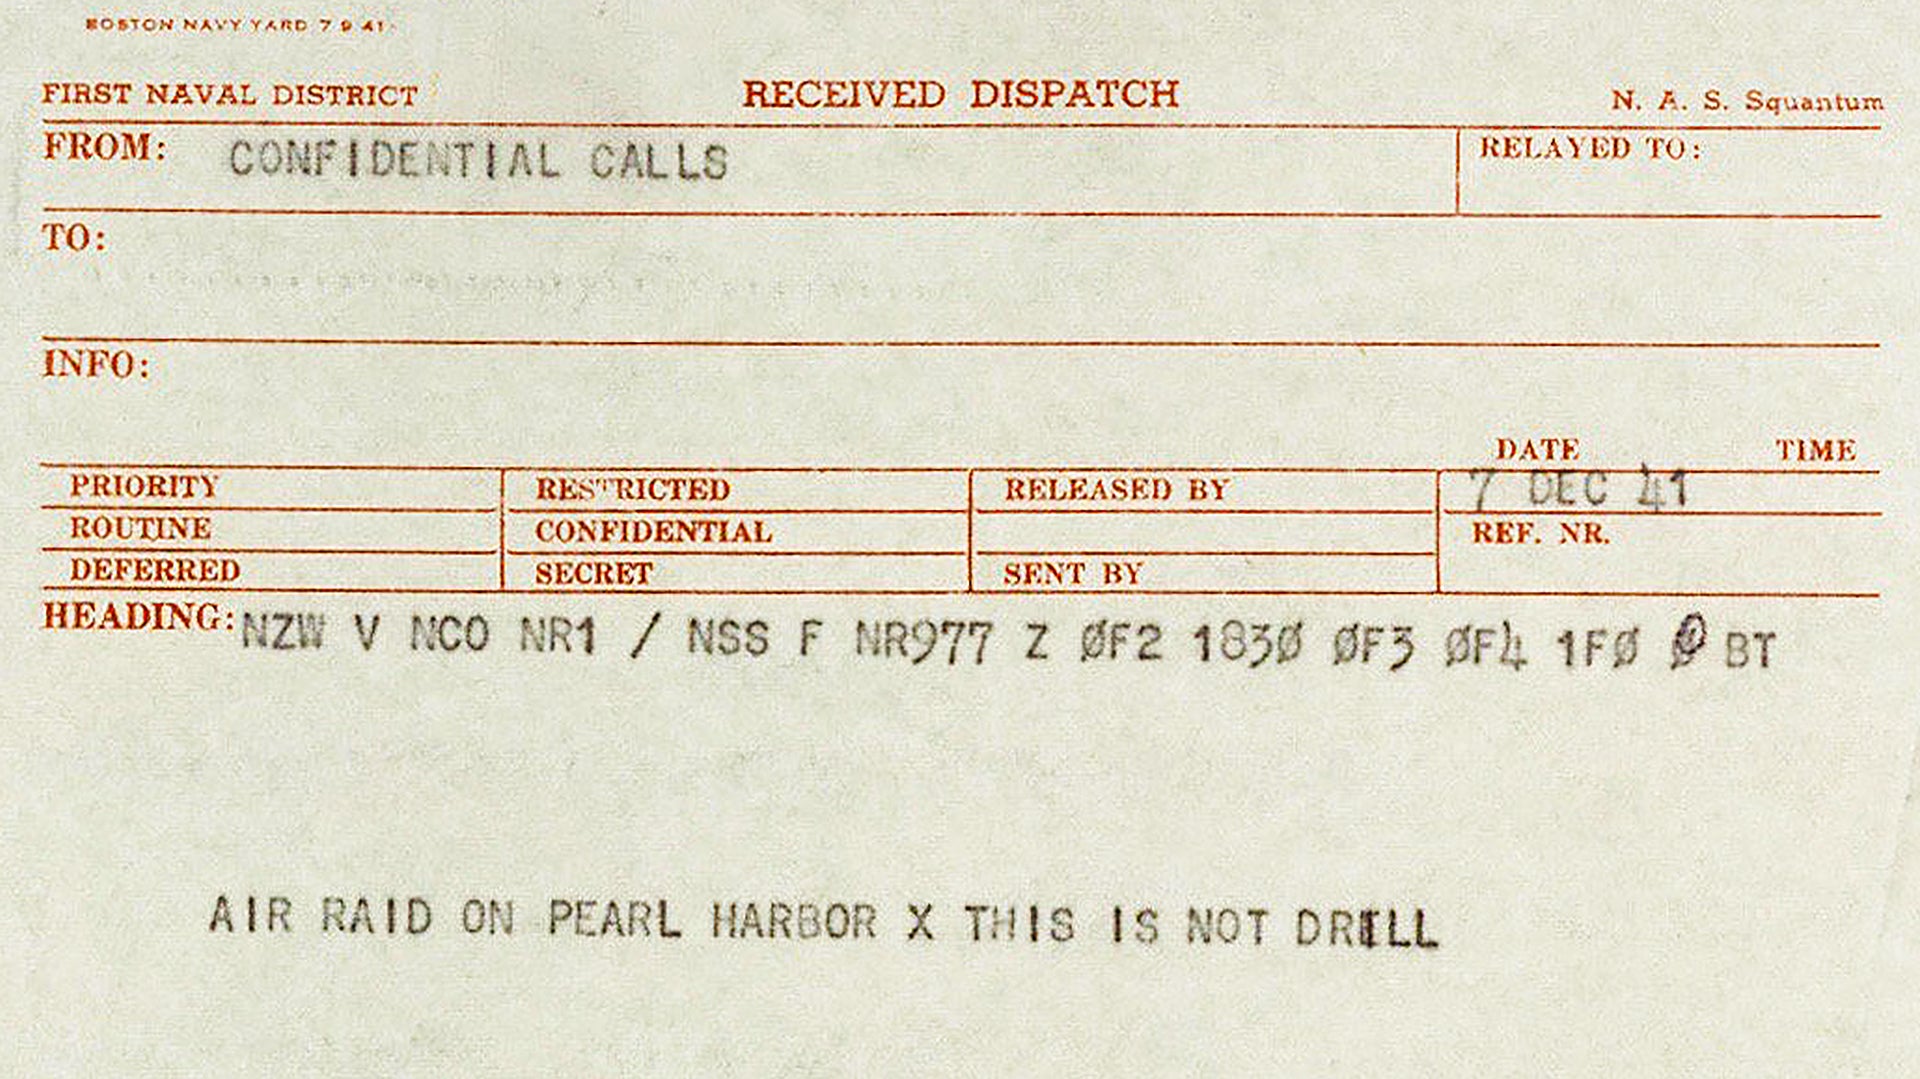 BOSTON NAVY YARD 7 9 41
FIRST NAVAL DISTRICT RECEIVED DISPATCH N. A. S. Squantum
FROM: CONFIDENTIAL CALLS RELAYED TO:
TO:
INFO:
DATE TIME
PRIORITY RESTRICTED RELEASED BY 7 DEC 41
ROUTINE CONFIDENTIAL REF. NR.
DEFERRED SECRET SENT BY
HEADING: NZW V NCO NR1 / NSS F NR977 Z ØF2 183Ø ØF3 ØF4 1FØ Ø BT
AIR RAID ON PEARL HARBOR X THIS IS NOT DRILL